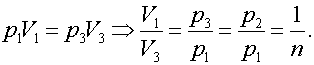 p₁V₁ = p₃V₃ ⇒ V₁/V₃ = p₃/p₁ = p₂/p₁ = 1/n.